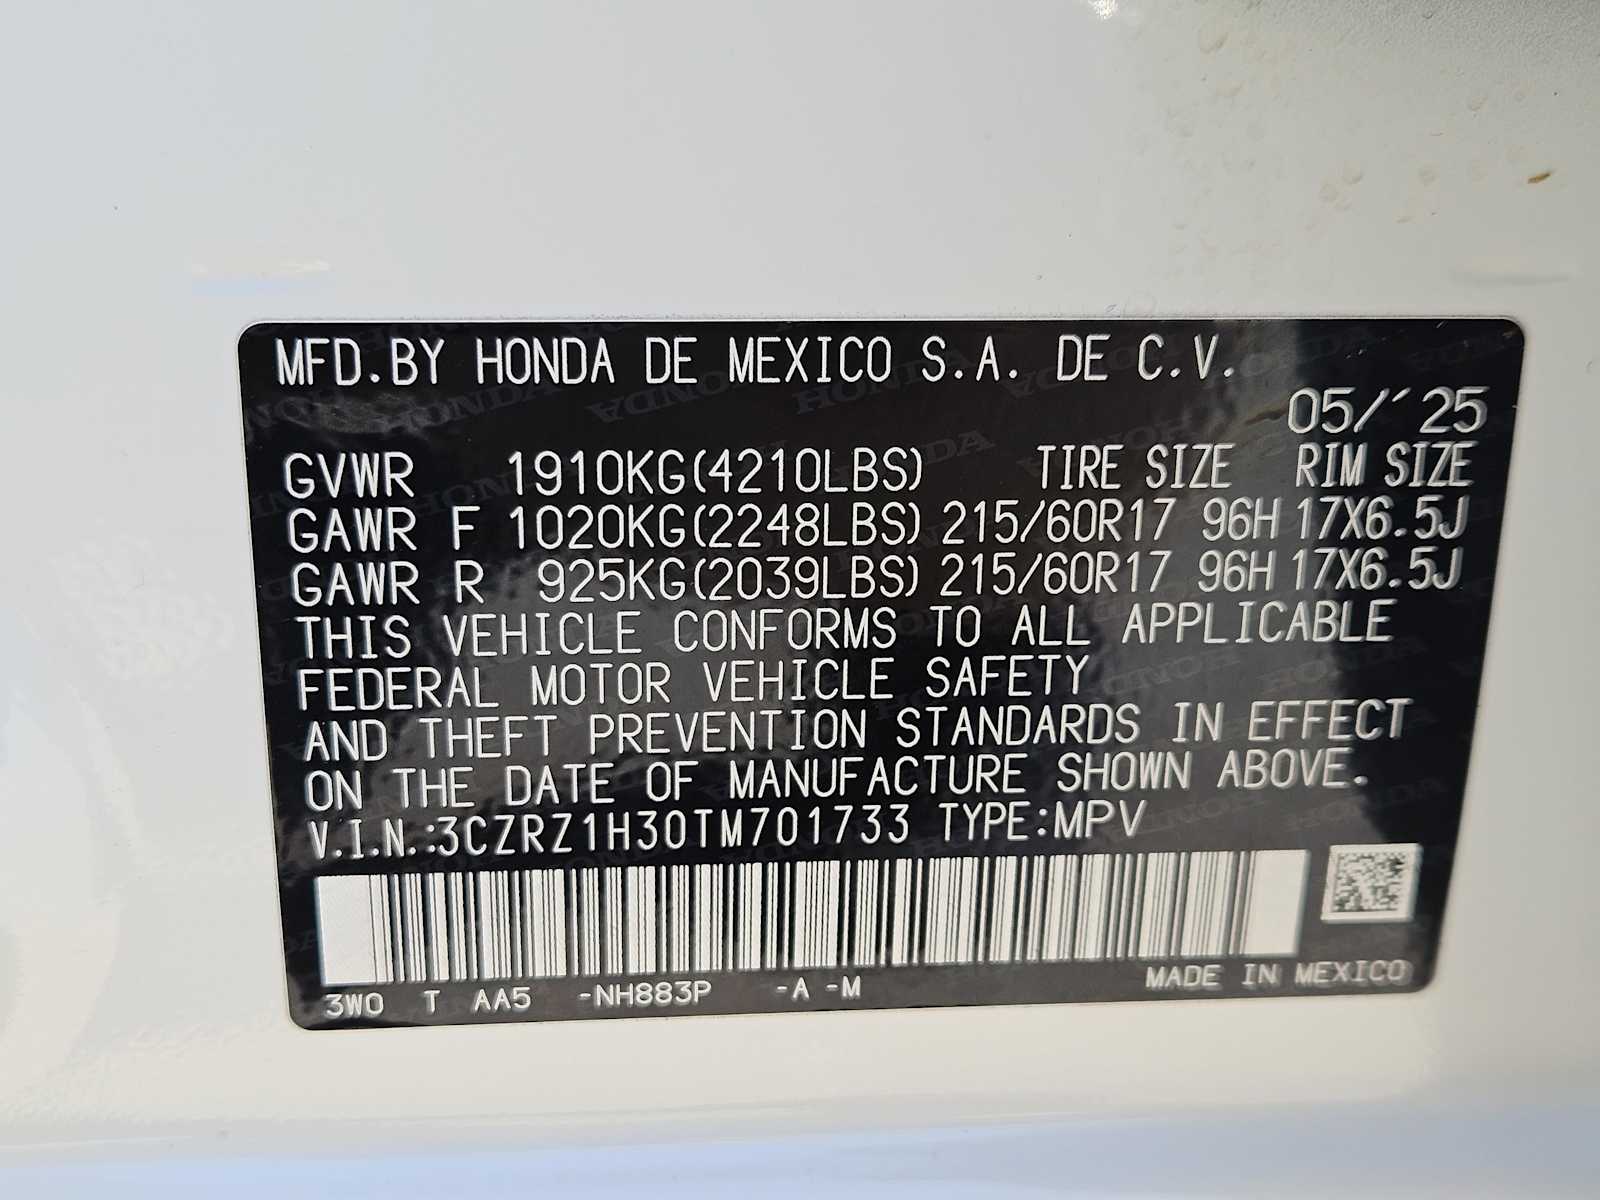 MFD.BY HONDA DE MEXICO S.A. DE C.V.
05/´25
GVWR 1910KG(4210LBS) TIRE SIZE RIM SIZE
GAWR F 1020KG(2248LBS) 215/60R17 96H 17X6.5J
GAWR R 925KG(2039LBS) 215/60R17 96H 17X6.5J
THIS VEHICLE CONFORMS TO ALL APPLICABLE
FEDERAL MOTOR VEHICLE SAFETY
AND THEFT PREVENTION STANDARDS IN EFFECT
ON THE DATE OF MANUFACTURE SHOWN ABOVE.
V.I.N.:3CZRZ1H30TM701733 TYPE:MPV
3W0 T AA5 -NH883P -A -M MADE IN MEXICO